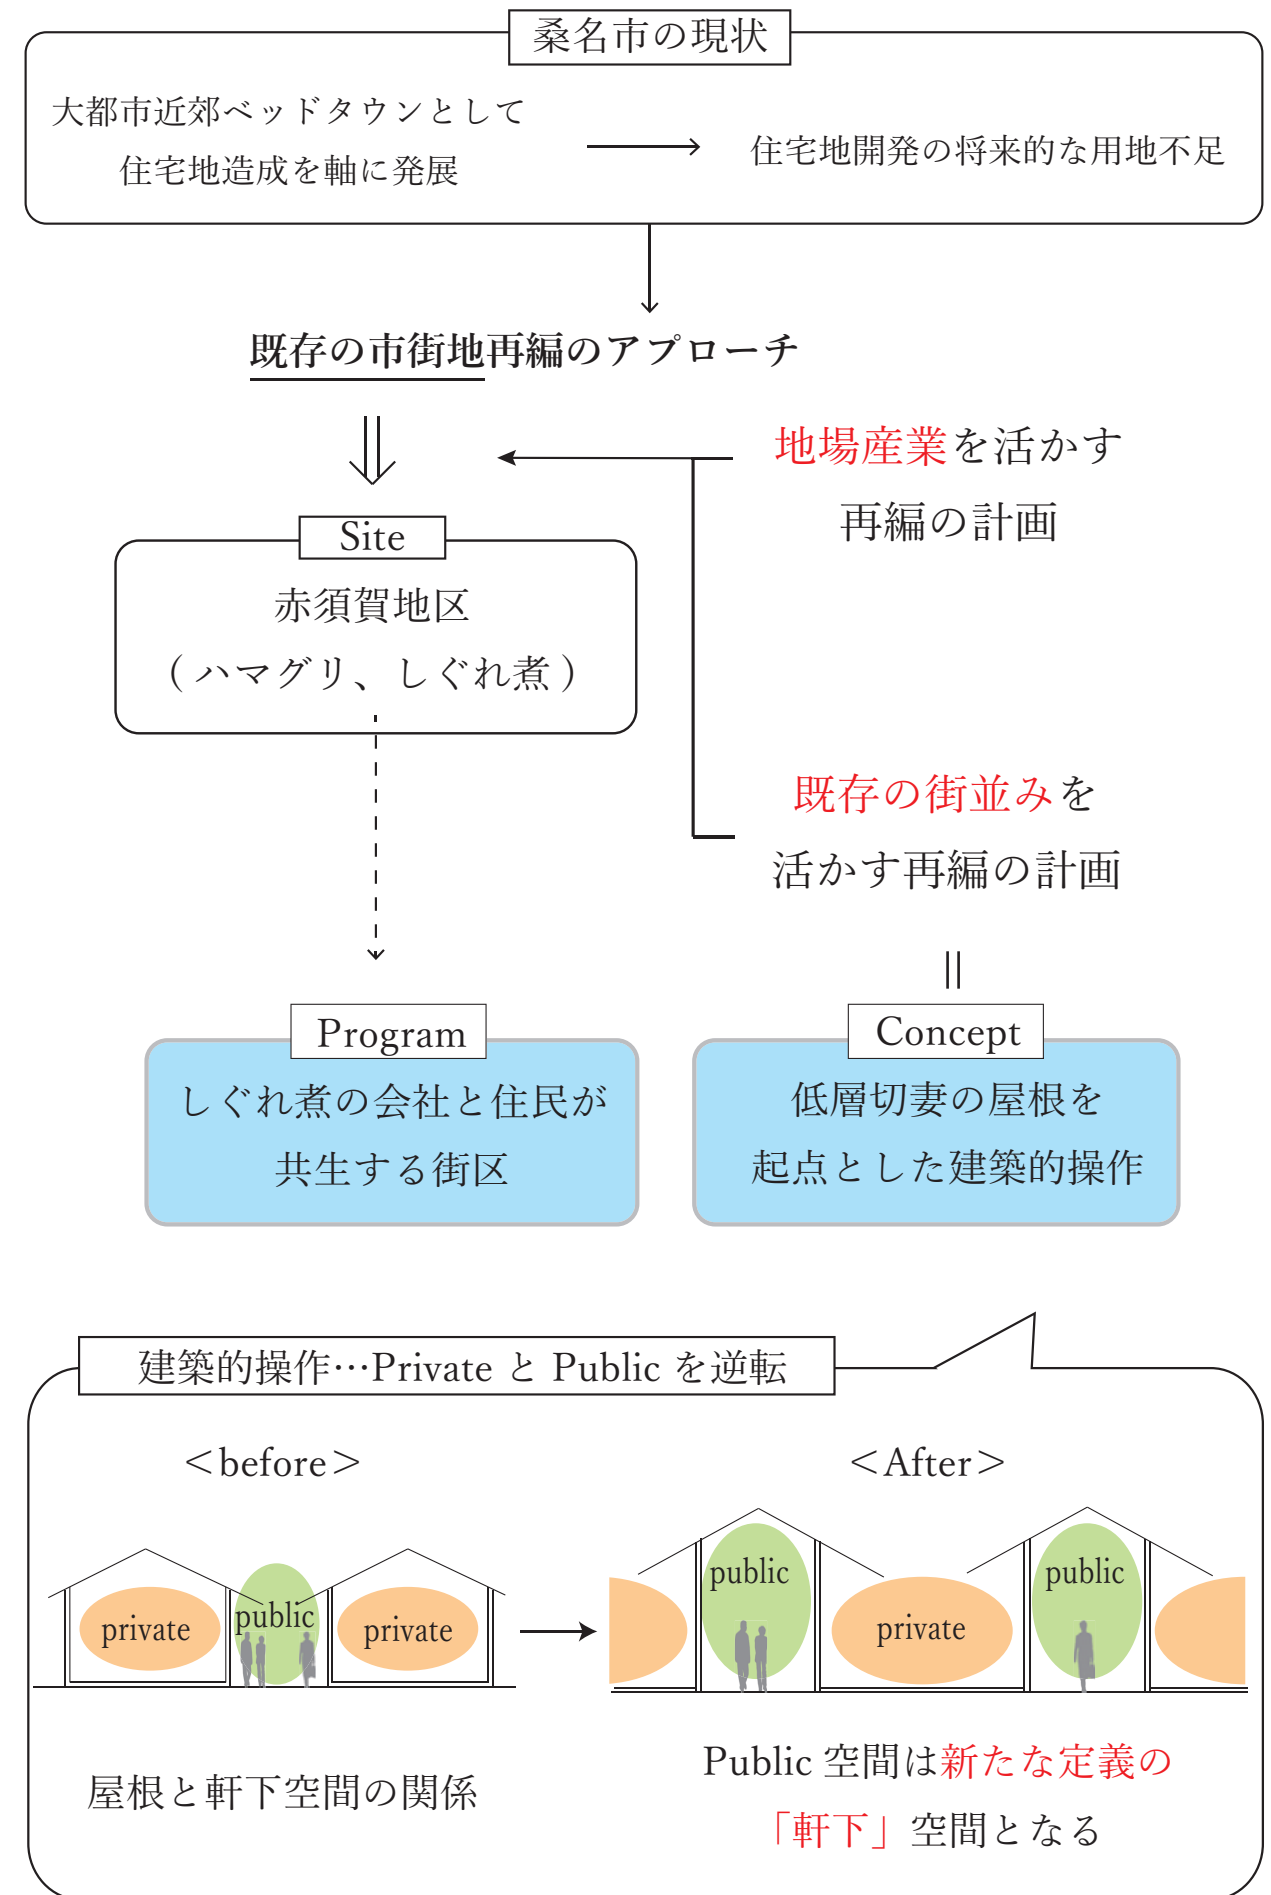 桑名市の現状
大都市近郊ベッドタウンとして
住宅地造成を軸に発展
住宅地開発の将来的な用地不足
既存の市街地再編のアプローチ
地場産業を活かす
再編の計画
Site
赤須賀地区
(ハマグリ、しぐれ煮)
既存の街並みを
活かす再編の計画
Program
しぐれ煮の会社と住民が
共生する街区
Concept
低層切妻の屋根を
起点とした建築的操作
建築的操作…Private と Public を逆転
＜before＞
private
public
private
屋根と軒下空間の関係
＜After＞
public
private
public
Public 空間は新たな定義の
「軒下」空間となる